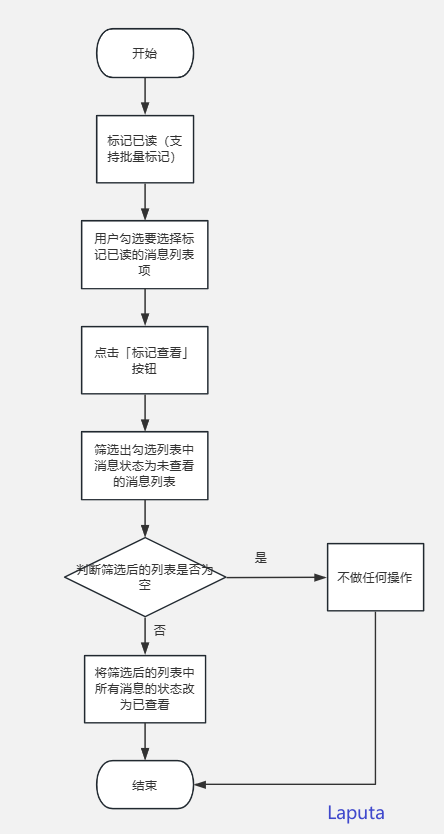 开始
标记已读（支
持批量标记）
用户勾选要选择标
记已读的消息列表
项
点击「标记查看」
按钮
筛选出勾选列表中
消息状态为未查看
的消息列表
判断筛选后的列表是否为
空
是
不做任何操作
否
将筛选后的列表中
所有消息的状态改
为已查看
结束
Laputa